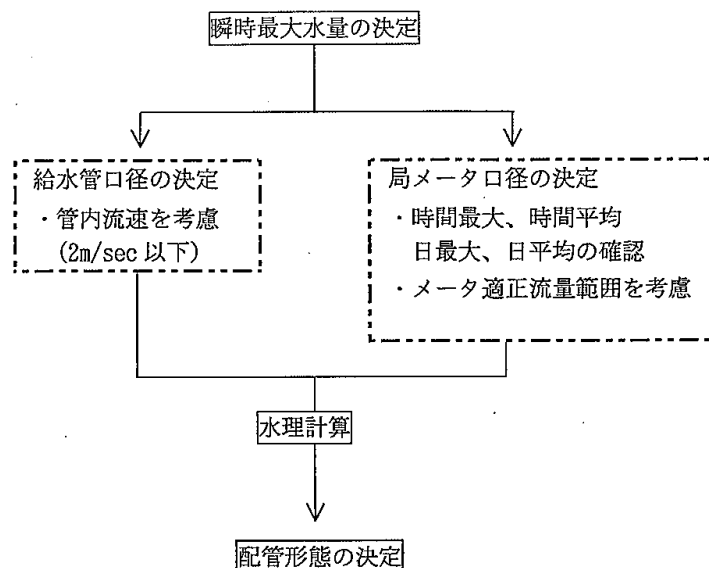 瞬時最大水量の決定
給水管口径の決定
・管内流速を考慮
(2m/sec 以下)
局メータ口径の決定
・時間最大、時間平均
日最大、日平均の確認
・メータ適正流量範囲を考慮
水理計算
配管形態の決定